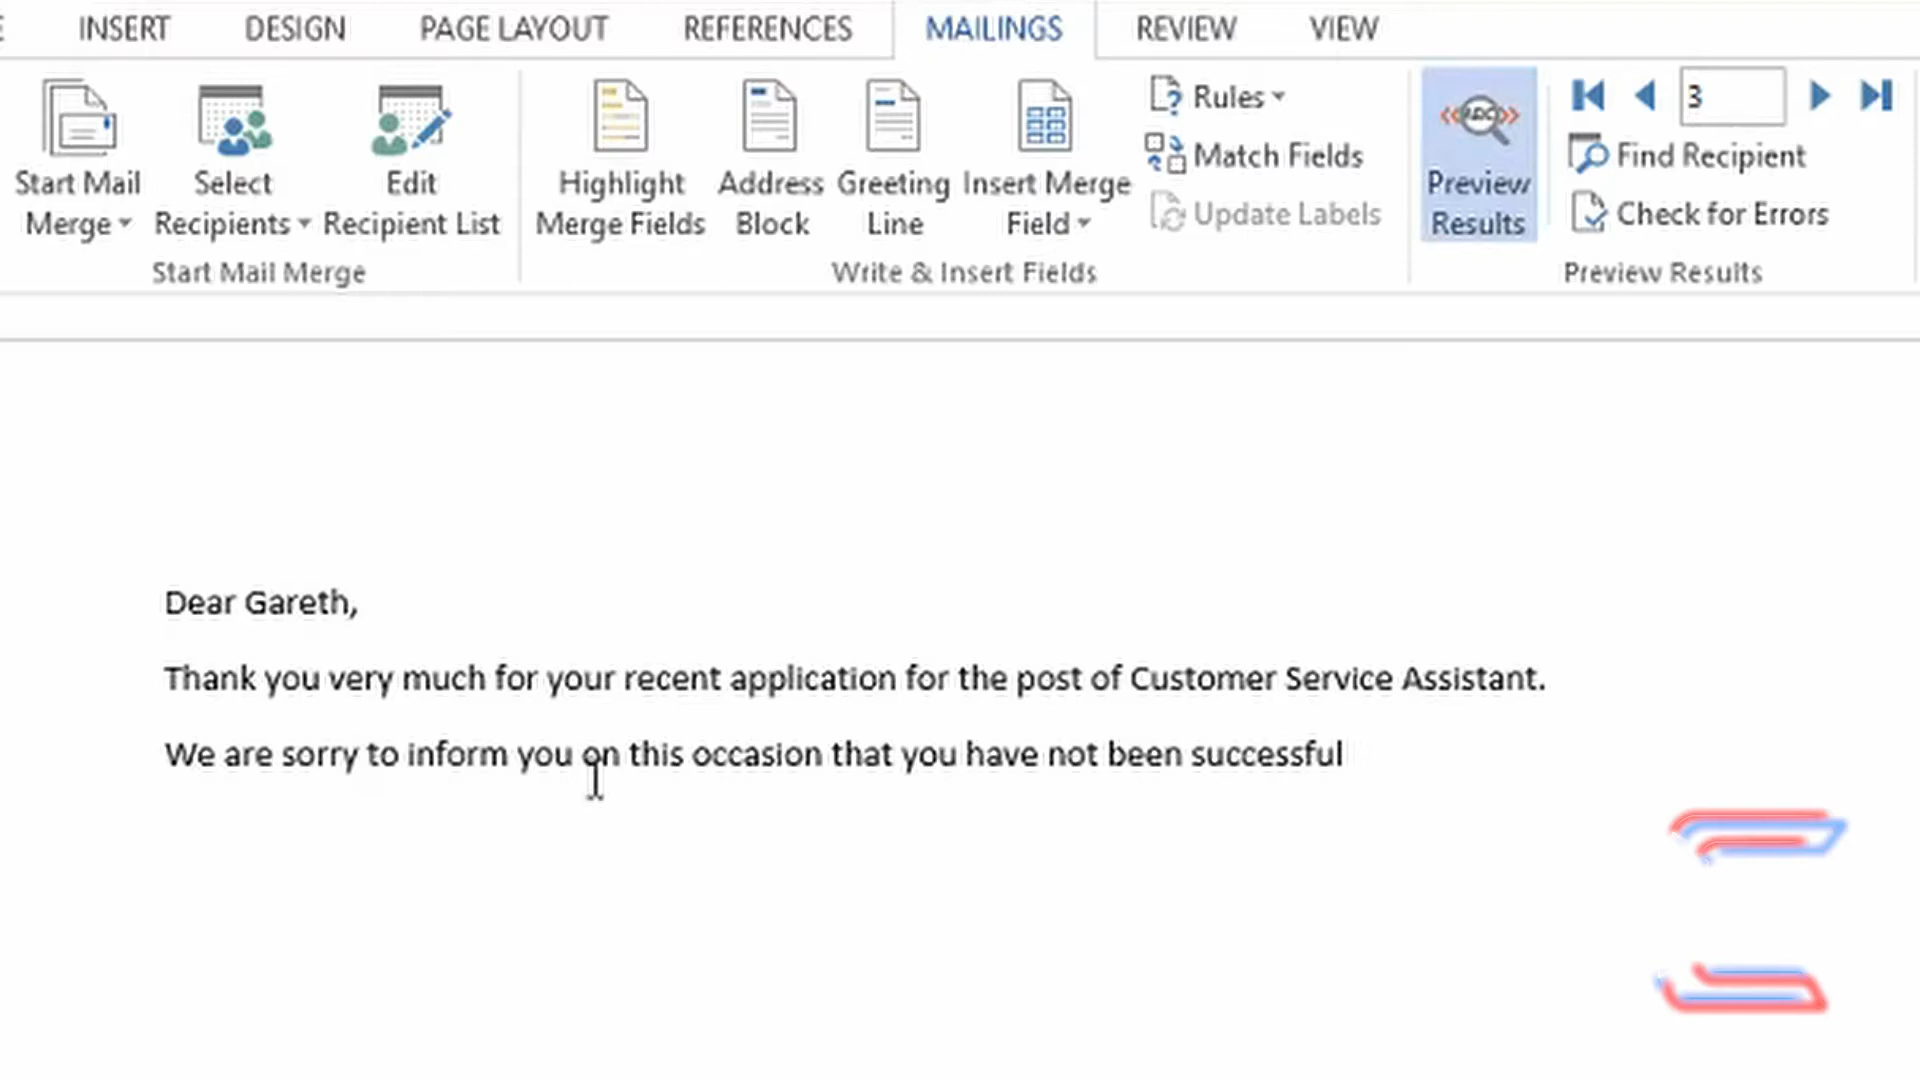 INSERT DESIGN PAGE LAYOUT REFERENCES MAILINGS REVIEW VIEW
Start Mail Merge
Select Recipients
Edit Recipient List
Start Mail Merge
Highlight Merge Fields
Address Block
Greeting Line
Insert Merge Field
Rules
Match Fields
Update Labels
Write & Insert Fields
ABC
Preview Results
3
Find Recipient
Check for Errors
Preview Results
Dear Gareth,
Thank you very much for your recent application for the post of Customer Service Assistant.
We are sorry to inform you on this occasion that you have not been successful